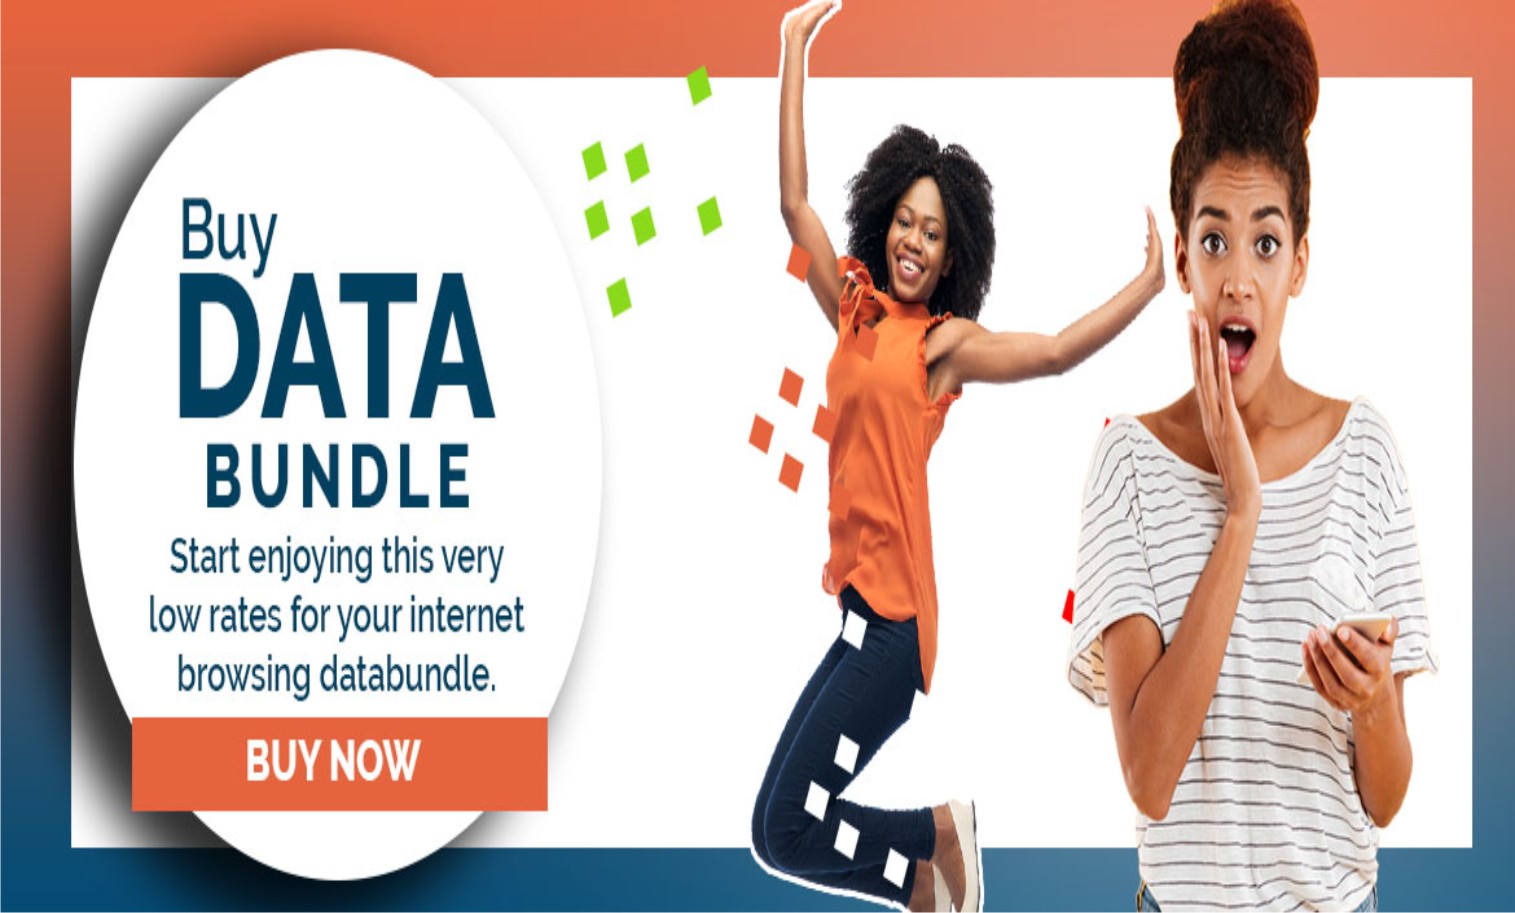 Buy
DATA
BUNDLE
Start enjoying this very
low rates for your internet
browsing databundle.
BUY NOW